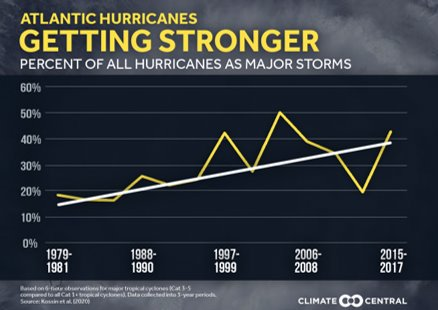 ATLANTIC HURRICANES
GETTING STRONGER
PERCENT OF ALL HURRICANES AS MAJOR STORMS
60%
50%
40%
30%
20%
10%
0%
1979-
1981
1988-
1990
1997-
1999
2006-
2008
2015-
2017
Based on 6-hour observations for major tropical cyclones (Cat 3-5
compared to all Cat 1+ tropical cyclones). Data collected into 3-year periods.
Source: Kossin et al. (2020)
CLIMATE CENTRAL